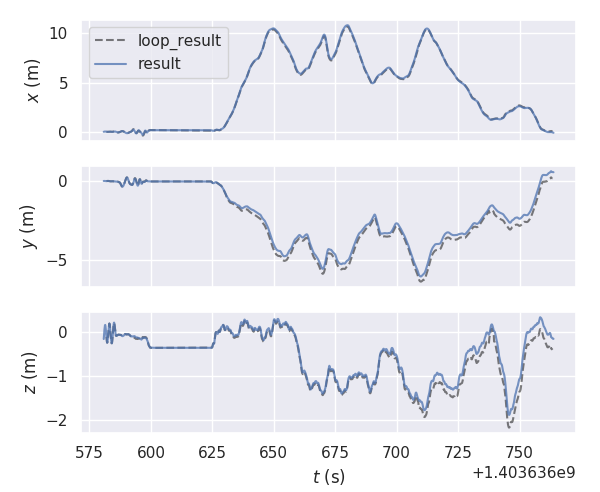 10
5
0
x (m)
loop_result
result
0
−5
y (m)
0
−1
−2
z (m)
575 600 625 650 675 700 725 750
t (s)
+1.403636e9